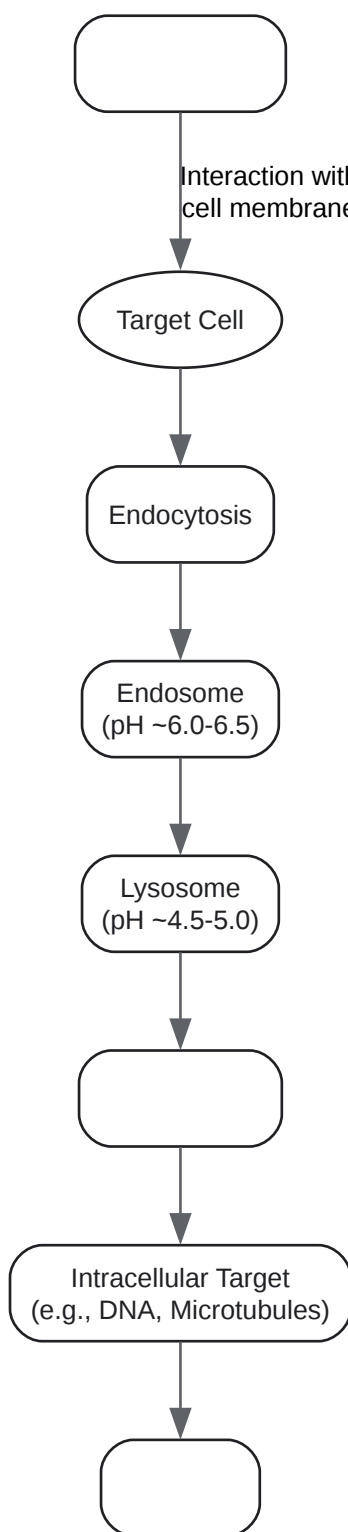 Interaction with
cell membrane
Target Cell
Endocytosis
Endosome
(pH ~6.0-6.5)
Lysosome
(pH ~4.5-5.0)
Intracellular Target
(e.g., DNA, Microtubules)